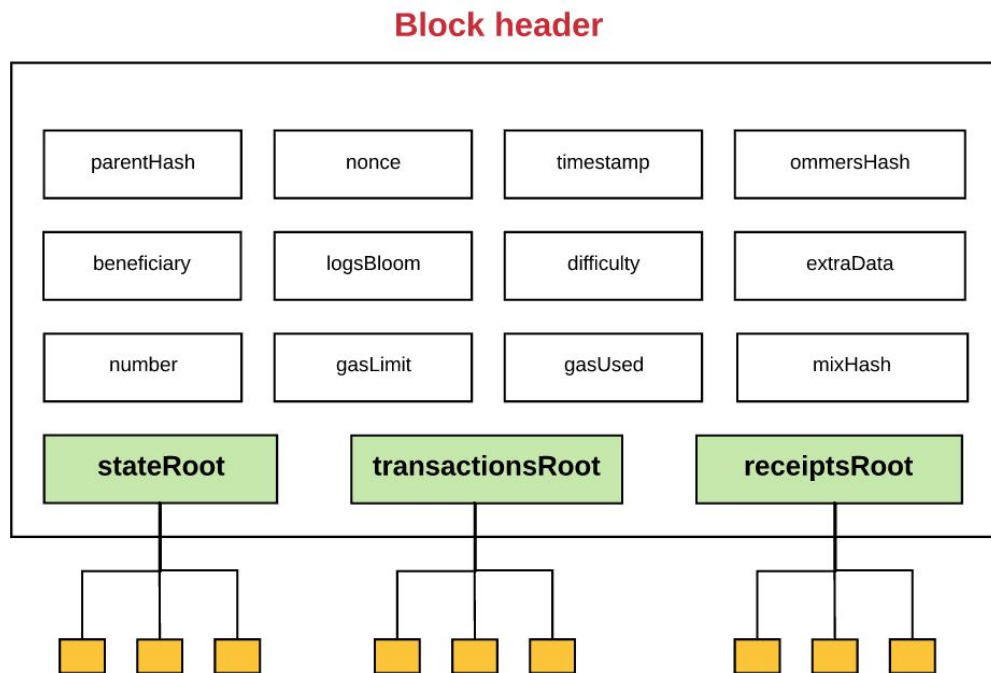 Block header
parentHash
nonce
timestamp
ommersHash
beneficiary
logsBloom
difficulty
extraData
number
gasLimit
gasUsed
mixHash
stateRoot
transactionsRoot
receiptsRoot